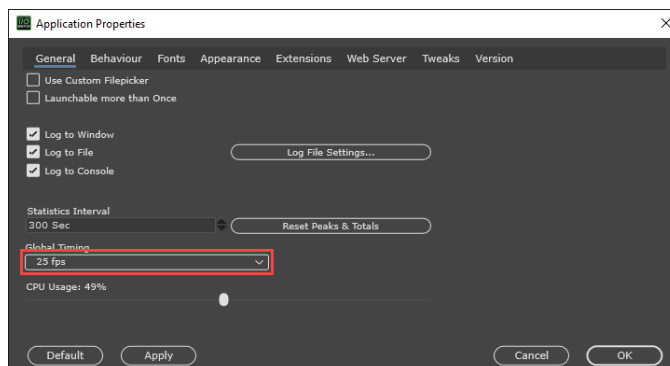 Application Properties
General Behaviour Fonts Appearance Extensions Web Server Tweaks Version
Use Custom Filepicker
Launchable more than Once
Log to Window
Log to File
Log File Settings...
Log to Console
Statistics Interval
300 Sec
Reset Peaks & Totals
Global Timing
25 fps
CPU Usage: 49%
Default Apply Cancel OK